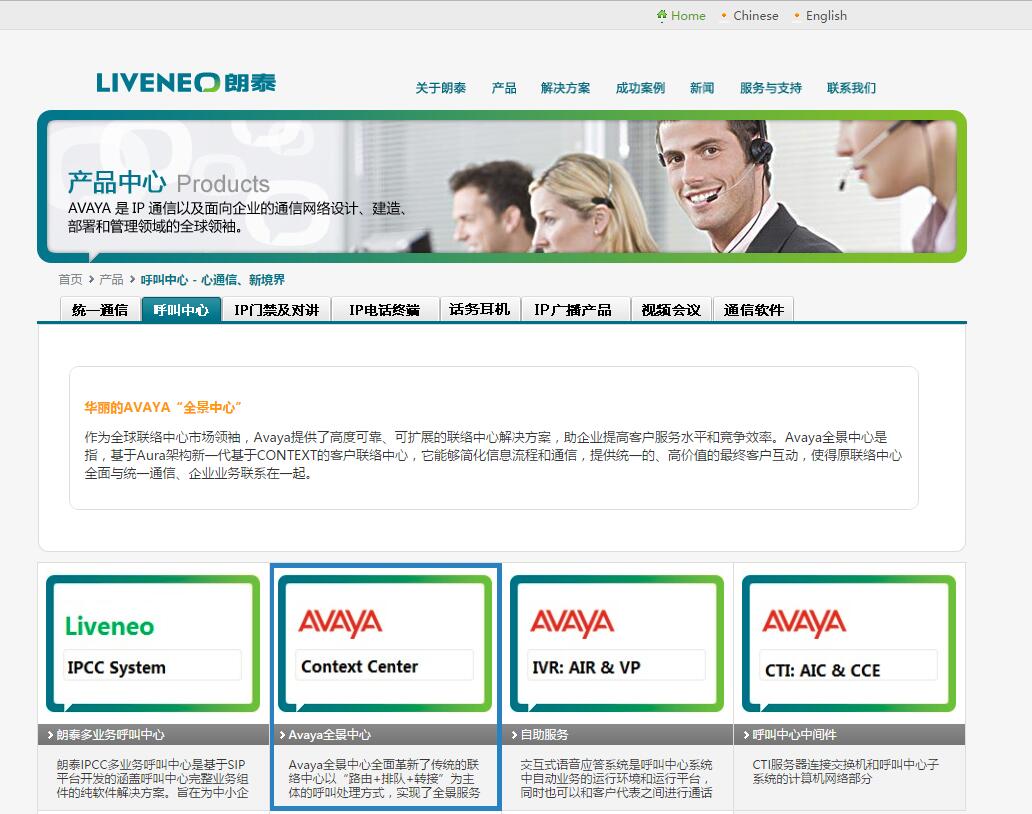 Home Chinese English
LIVENEO朗泰
关于朗泰 产品 解决方案 成功案例 新闻 服务与支持 联系我们
产品中心 Products
AVAYA 是 IP 通信以及面向企业的通信网络设计、建造、
部署和管理领域的全球领袖。
首页 > 产品 > 呼叫中心 - 心通信、新境界
统一通信 呼叫中心 IP门禁及对讲 IP电话终端 话务耳机 IP广播产品 视频会议 通信软件
华丽的AVAYA“全景中心”
作为全球联络中心市场领袖，Avaya提供了高度可靠、可扩展的联络中心解决方案，助企业提高客户服务水平和竞争效率。Avaya全景中心是
指，基于Aura架构新一代基于CONTEXT的客户联络中心，它能够简化信息流程和通信，提供统一的、高价值的最终客户互动，使得原联络中心
全面与统一通信、企业业务联系在一起。
Liveneo
IPCC System
朗泰多业务呼叫中心
朗泰IPCC多业务呼叫中心是基于SIP
平台开发的涵盖呼叫中心完整业务组
件的纯软件解决方案。旨在为中小企
AVAYA
Context Center
Avaya全景中心
Avaya全景中心全面革新了传统的联
络中心以“路由+排队+转接”为主
体的呼叫处理方式，实现了全景服务
AVAYA
IVR: AIR & VP
自助服务
交互式语音应答系统是呼叫中心系统
中自动业务的运行环境和运行平台，
同时也可以和客户代表之间进行通话
AVAYA
CTI: AIC & CCE
呼叫中心中间件
CTI服务器连接交换机和呼叫中心子
系统的计算机网络部分